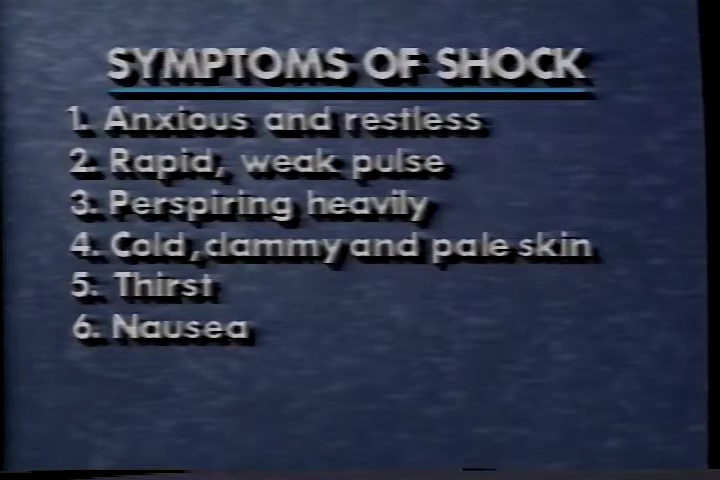 SYMPTOMS OF SHOCK
1. Anxious and restless
2. Rapid, weak pulse
3. Perspiring heavily
4. Cold, clammy and pale skin
5. Thirst
6. Nausea